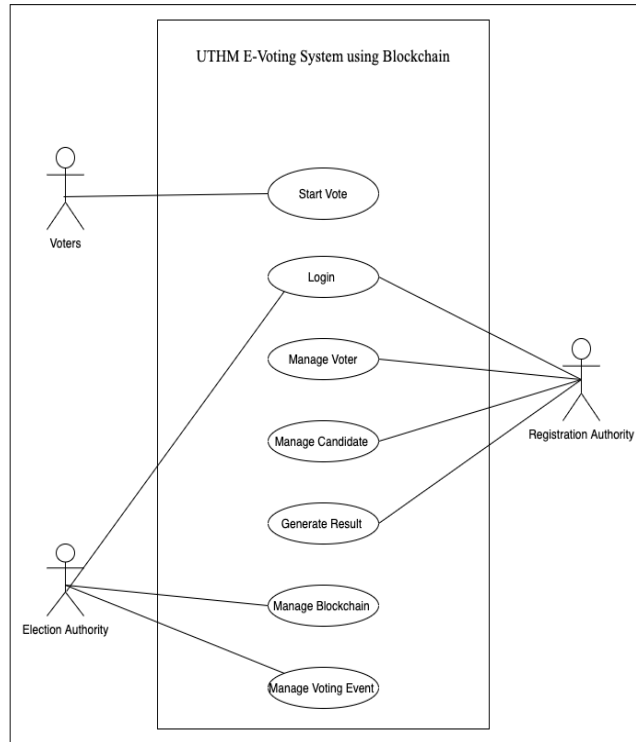 UTHM E-Voting System using Blockchain
Start Vote
Voters
Login
Manage Voter
Registration Authority
Manage Candidate
Generate Result
Manage Blockchain
Election Authority
Manage Voting Event